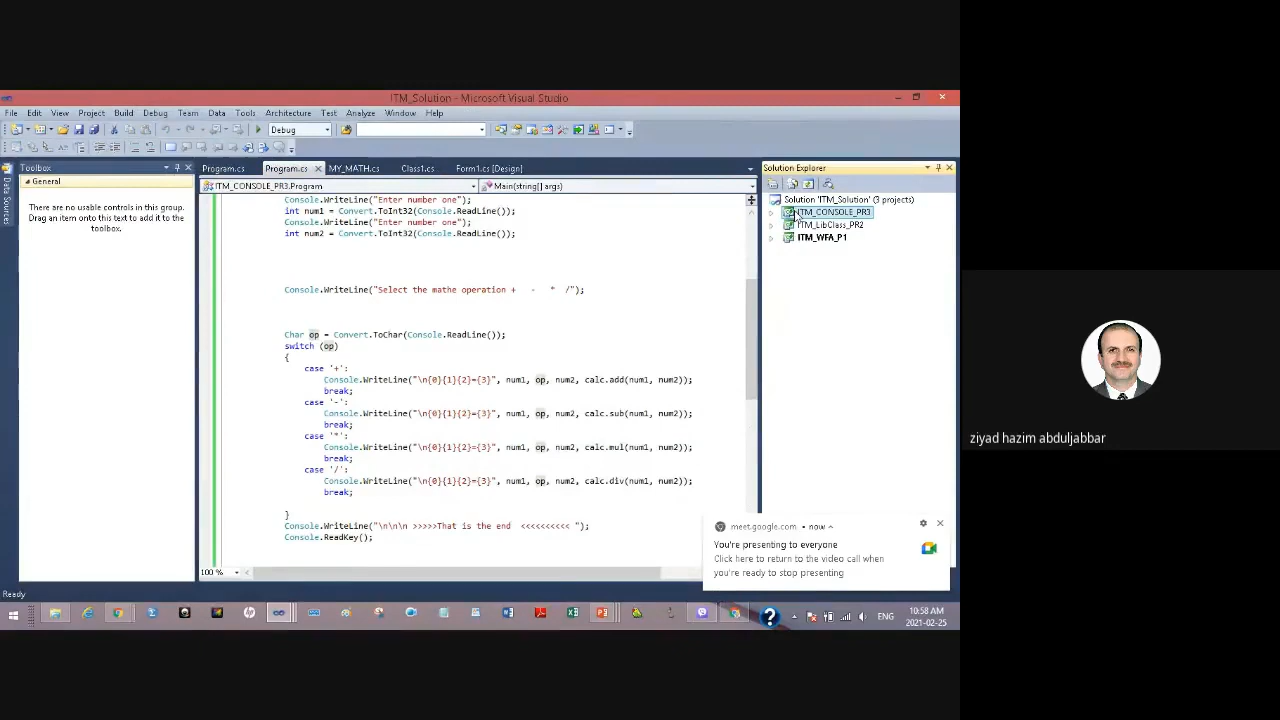 ITM_Solution - Microsoft Visual Studio
File Edit View Project Build Debug Team Data Tools Architecture Test Analyze Window Help
Debug
Toolbox
General
There are no usable controls in this group. Drag an item onto this text to add it to the toolbox.
Data Sources
Program.cs Program.cs MY_MATH.cs Class1.cs Form1.cs [Design]
ITM_CONSOLE_PR3.Program Main(string[] args)
Console.WriteLine("Enter number one");
int num1 = Convert.ToInt32(Console.ReadLine());
Console.WriteLine("Enter number one");
int num2 = Convert.ToInt32(Console.ReadLine());
Console.WriteLine("Select the mathe operation + - * /");
Char op = Convert.ToChar(Console.ReadLine());
switch (op)
{
case '+':
Console.WriteLine("\n{0}{1}{2}={3}", num1, op, num2, calc.add(num1, num2));
break;
case '-':
Console.WriteLine("\n{0}{1}{2}={3}", num1, op, num2, calc.sub(num1, num2));
break;
case '*':
Console.WriteLine("\n{0}{1}{2}={3}", num1, op, num2, calc.mul(num1, num2));
break;
case '/':
Console.WriteLine("\n{0}{1}{2}={3}", num1, op, num2, calc.div(num1, num2));
break;
}
Console.WriteLine("\n\n\n >>>>>That is the end <<<<<<<<<< ");
Console.ReadKey();
100 %
Solution Explorer
Solution 'ITM_Solution' (3 projects)
ITM_CONSOLE_PR3
ITM_LibClass_PR2
ITM_WFA_P1
meet.google.com • now
You're presenting to everyone
Click here to return to the video call when
you're ready to stop presenting
Ready
ENG
10:58 AM
2021-02-25
ziyad hazim abduljabbar